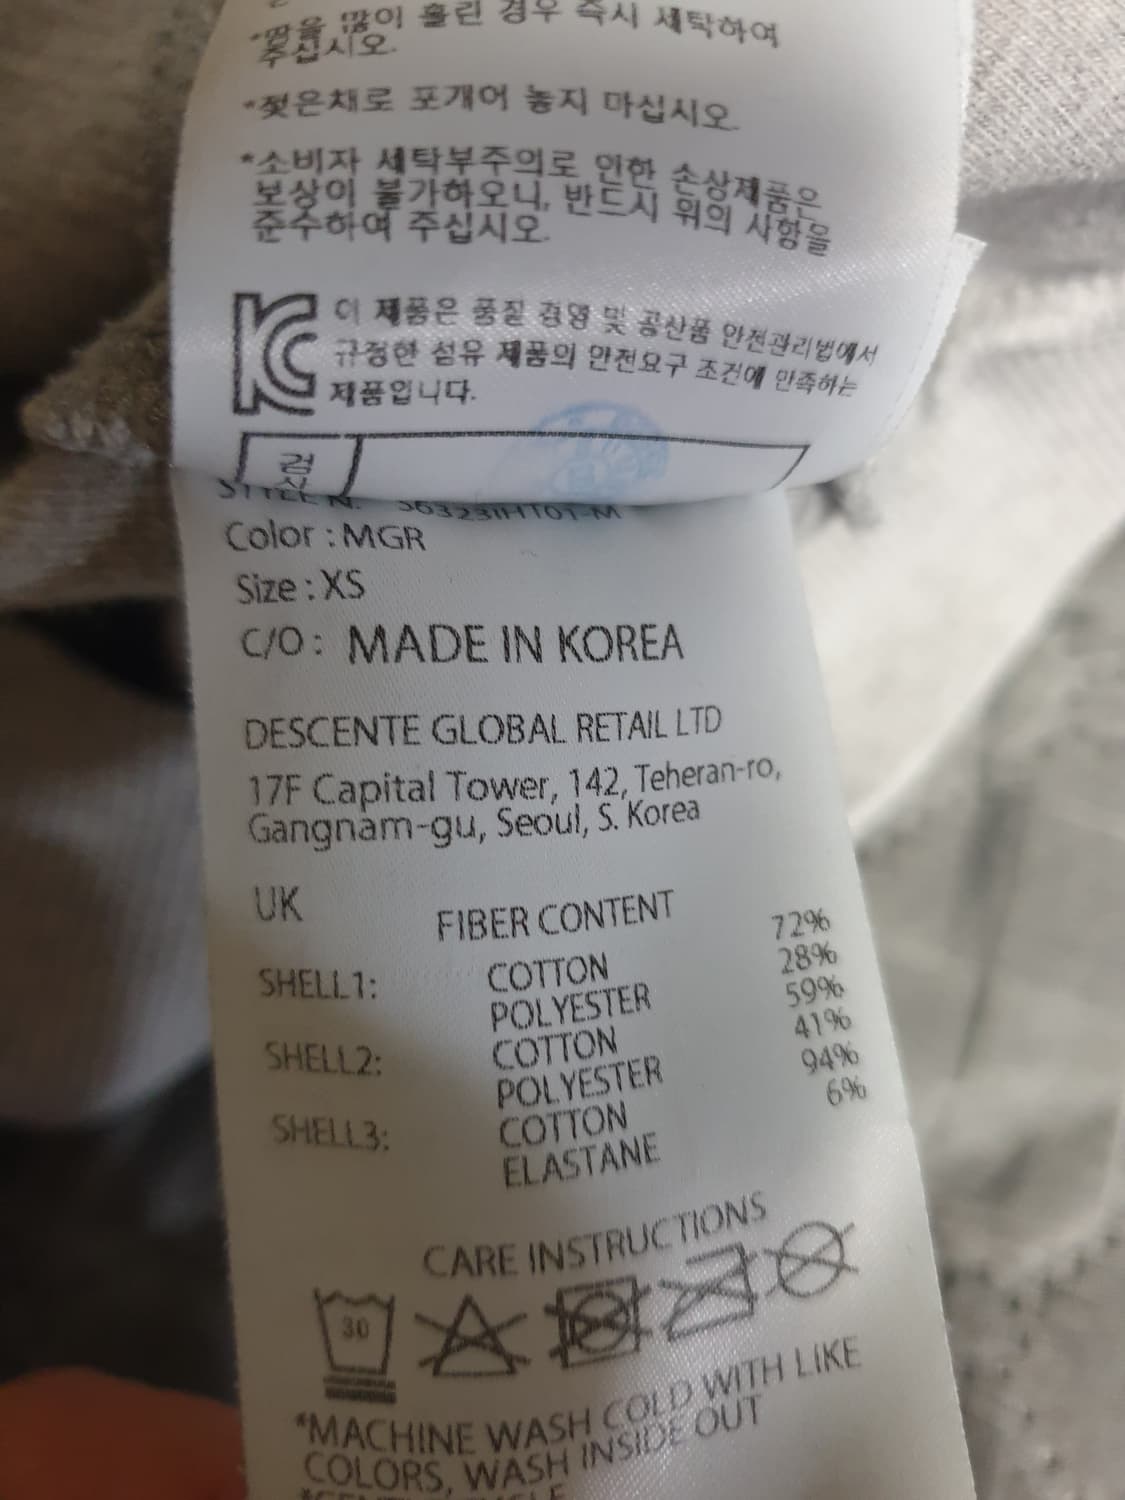 *땀을 많이 흘린 경우 즉시 세탁하여
주십시오.
*젖은채로 포개어 놓지 마십시오.
*소비자 세탁부주의로 인한 손상제품은
보상이 불가하오니, 반드시 위의 사항을
준수하여 주십시오.
KC 이 제품은 품질 경영 및 공산품 안전관리법에서
규정한 섬유 제품의 안전요구 조건에 만족하는
제품입니다.
Color : MGR
Size : XS
C/O : MADE IN KOREA
DESCENTE GLOBAL RETAIL LTD
17F Capital Tower, 142, Teheran-ro,
Gangnam-gu, Seoul, S. Korea
UK
FIBER CONTENT
SHELL1: COTTON 72%
POLYESTER 28%
SHELL2: COTTON 59%
POLYESTER 41%
SHELL3: COTTON 94%
ELASTANE 6%
CARE INSTRUCTIONS
30
*MACHINE WASH COLD WITH LIKE
COLORS, WASH INSIDE OUT